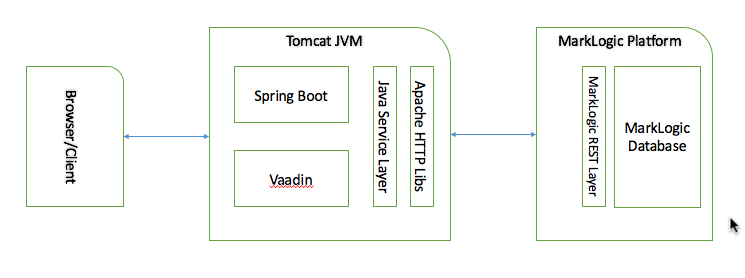 Browser/Client
Tomcat JVM
Spring Boot
Vaadin
Java Service Layer
Apache HTTP Libs
MarkLogic Platform
MarkLogic REST Layer
MarkLogic
Database